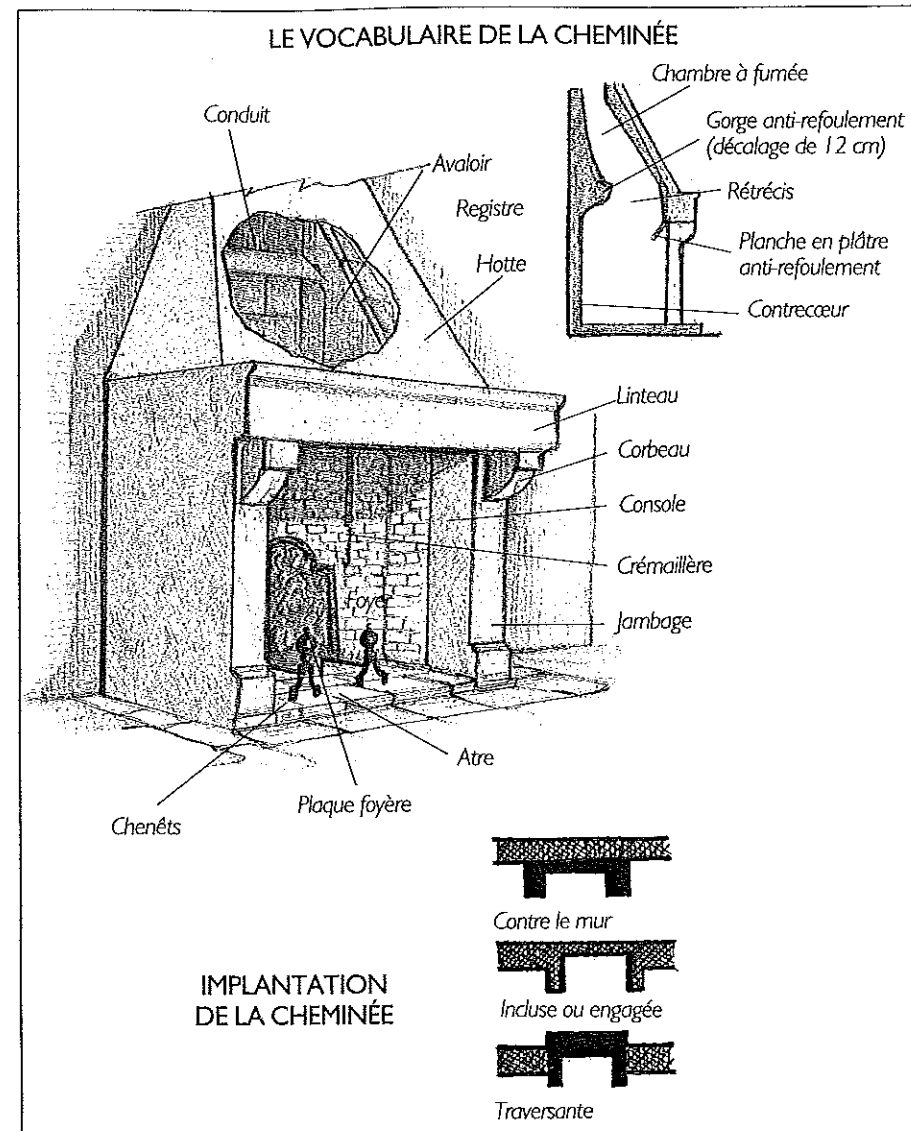 LE VOCABULAIRE DE LA CHEMINÉE
Conduit
Avaloir
Registre
Hotte
Chambre à fumée
Gorge anti-refoulement
(décalage de 12 cm)
Rétrécis
Planche en plâtre
anti-refoulement
Contrecœur
Linteau
Corbeau
Console
Crémaillère
Foyer
Jambage
Atre
Plaque foyère
Chenêts
IMPLANTATION
DE LA CHEMINÉE
Contre le mur
Incluse ou engagée
Traversante